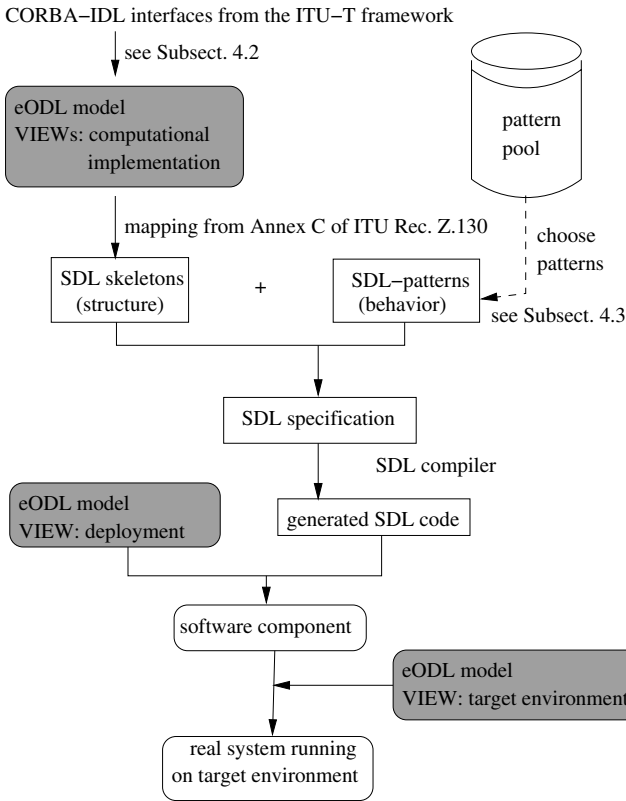 CORBA−IDL interfaces from the ITU−T framework
see Subsect. 4.2
eODL model
VIEWs: computational
implementation
pattern
pool
mapping from Annex C of ITU Rec. Z.130
choose
patterns
SDL skeletons
(structure)
+
SDL−patterns
(behavior)
see Subsect. 4.3
SDL specification
SDL compiler
eODL model
VIEW: deployment
generated SDL code
software component
eODL model
VIEW: target environment
real system running
on target environment